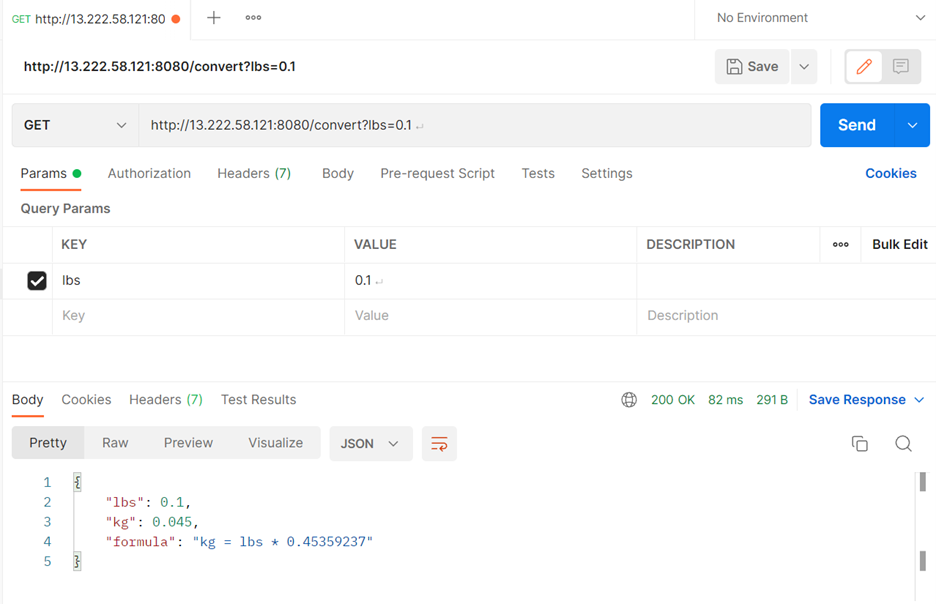 GET http://13.222.58.121:80 No Environment
http://13.222.58.121:8080/convert?lbs=0.1 Save
GET http://13.222.58.121:8080/convert?lbs=0.1 Send
Params Authorization Headers (7) Body Pre-request Script Tests Settings Cookies
Query Params
KEY VALUE DESCRIPTION Bulk Edit
lbs 0.1
Key Value Description
Body Cookies Headers (7) Test Results 200 OK 82 ms 291 B Save Response
Pretty Raw Preview Visualize JSON
1 {
2 "lbs": 0.1,
3 "kg": 0.045,
4 "formula": "kg = lbs * 0.45359237"
5 }